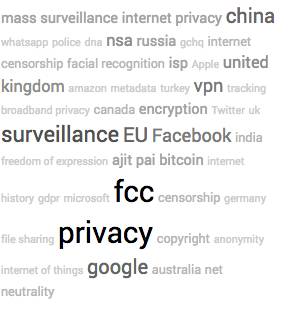 mass surveillance internet privacy china
whatsapp police dna nsa russia gchq internet
censorship facial recognition isp Apple united
kingdom amazon metadata turkey vpn tracking
broadband privacy canada encryption Twitter uk
surveillance EU Facebook india
freedom of expression ajit pai bitcoin internet
history gdpr microsoft fcc censorship germany
file sharing privacy copyright anonymity
internet of things google australia net
neutrality